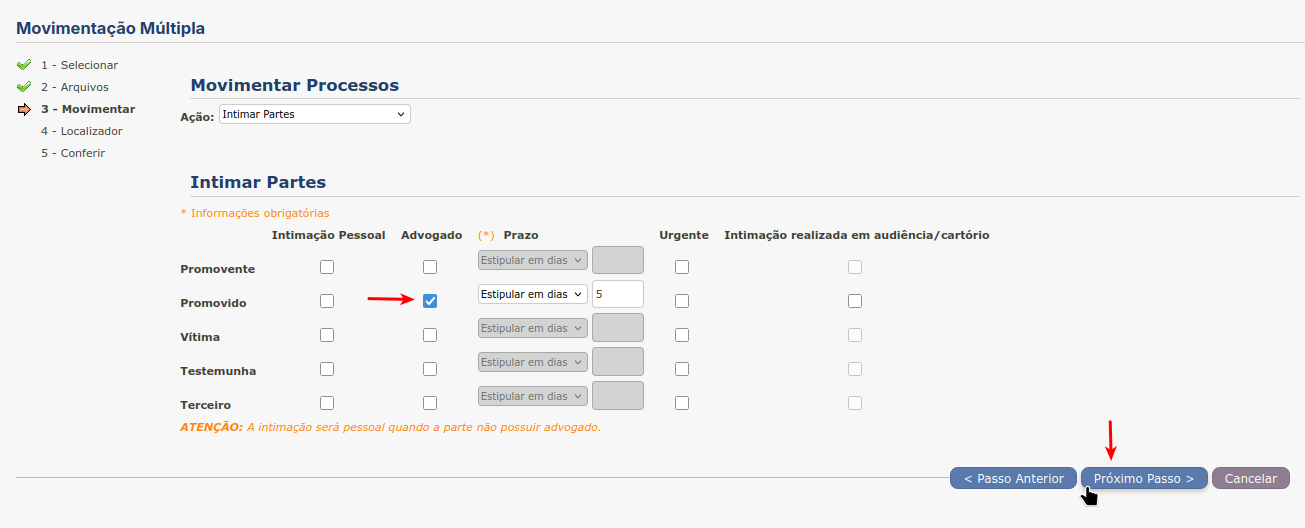 Movimentação Múltipla
1 - Selecionar
2 - Arquivos
3 - Movimentar
4 - Localizador
5 - Conferir
Movimentar Processos
Ação: Intimar Partes
Intimar Partes
* Informações obrigatórias
Intimação Pessoal Advogado (*) Prazo Urgente Intimação realizada em audiência/cartório
Promovente Estipular em dias
Promovido Estipular em dias 5
Vítima Estipular em dias
Testemunha Estipular em dias
Terceiro Estipular em dias
ATENÇÃO: A intimação será pessoal quando a parte não possuir advogado.
< Passo Anterior Próximo Passo > Cancelar